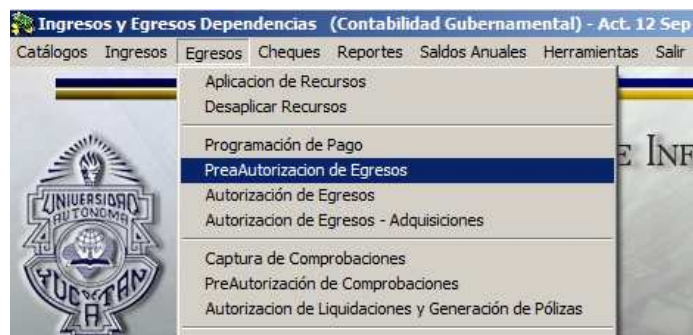 Ingresos y Egresos Dependencias (Contabilidad Gubernamental) - Act. 12 Sep
Catálogos Ingresos Egresos Cheques Reportes Saldos Anuales Herramientas Salir
Aplicacion de Recursos
Desaplicar Recursos
Programación de Pago
E INF
PreaAutorizacion de Egresos
Autorización de Egresos
Autorizacion de Egresos - Adquisiciones
Captura de Comprobaciones
PreAutorización de Comprobaciones
Autorizacion de Liquidaciones y Generación de Pólizas
UNIVERSIDAD
AUTONOMA
YUCATAN